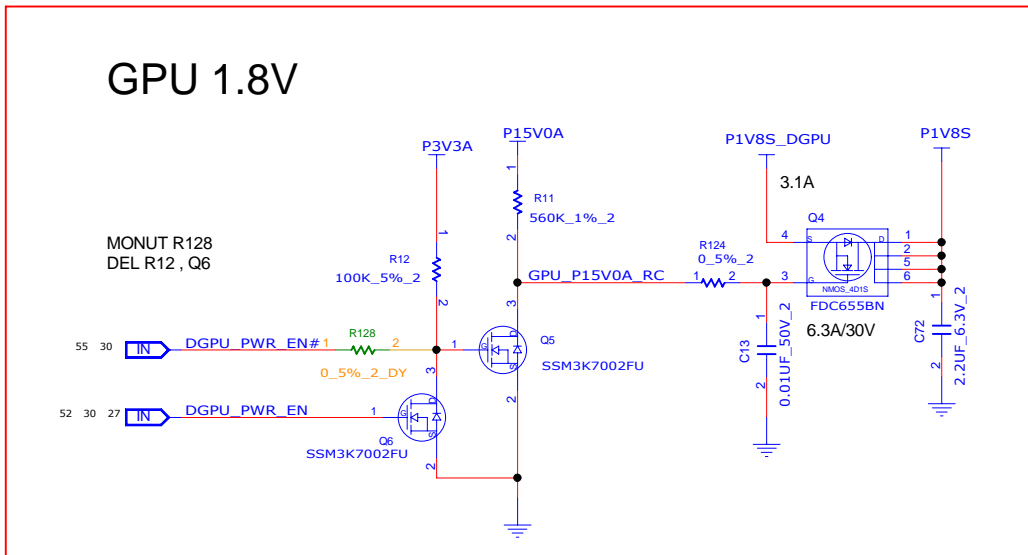 GPU 1.8V
P15V0A
P3V3A
P1V8S_DGPU
P1V8S
1
R11
560K_1%_2
2
3.1A
Q4
4
S
D
1
2
5
6
3
G
NMOS_4D1S
FDC655BN
6.3A/30V
MONUT R128
DEL R12 , Q6
1
R12
100K_5%_2
2
GPU_P15V0A_RC
R124
0_5%_2
1
2
1
C13
0.01UF_50V_2
2
1
C72
2.2UF_6.3V_2
2
55 30
IN
DGPU_PWR_EN#
1
R128
2
0_5%_2_DY
3
1
G
D
S
Q5
SSM3K7002FU
2
52 30 27
IN
DGPU_PWR_EN
3
1
G
D
S
Q6
SSM3K7002FU
2